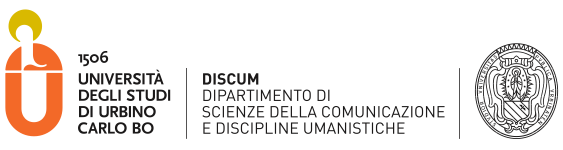 1506
UNIVERSITÀ
DEGLI STUDI
DI URBINO
CARLO BO
DISCUM
DIPARTIMENTO DI
SCIENZE DELLA COMUNICAZIONE
E DISCIPLINE UMANISTICHE